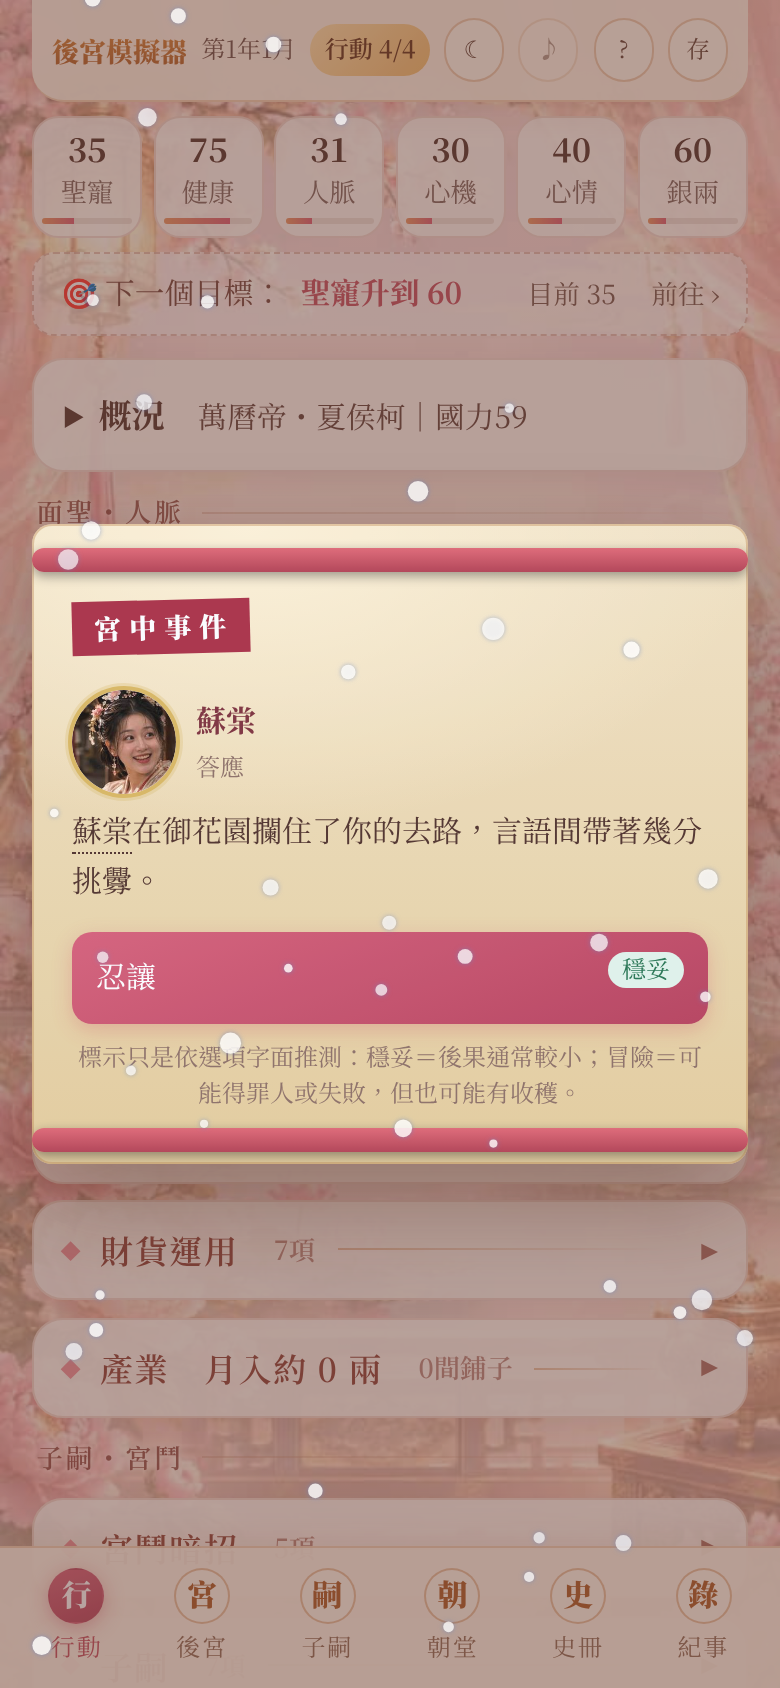 後宮模擬器 第1年1月 行動 4/4 ☾ ♪ ? 存
35 75 31 30 40 60
聖寵 健康 人脈 心機 心情 銀兩
下一個目標： 聖寵升到 60 目前 35 前往 ›
▶ 概況 萬曆帝・夏侯柯｜國力59
面聖・人脈
宮中事件
蘇棠
答應
蘇棠在御花園攔住了你的去路，言語間帶著幾分
挑釁。
忍讓 穩妥
標示只是依選項字面推測：穩妥＝後果通常較小；冒險＝可
能得罪人或失敗，但也可能有收穫。
◆ 財貨運用 7項 ▶
◆ 產業 月入約 0 兩 0間鋪子 ▶
子嗣・宮鬥
宮鬥暗招 5項
行 宮 嗣 朝 史 錄
行動 後宮 子嗣 朝堂 史冊 紀事